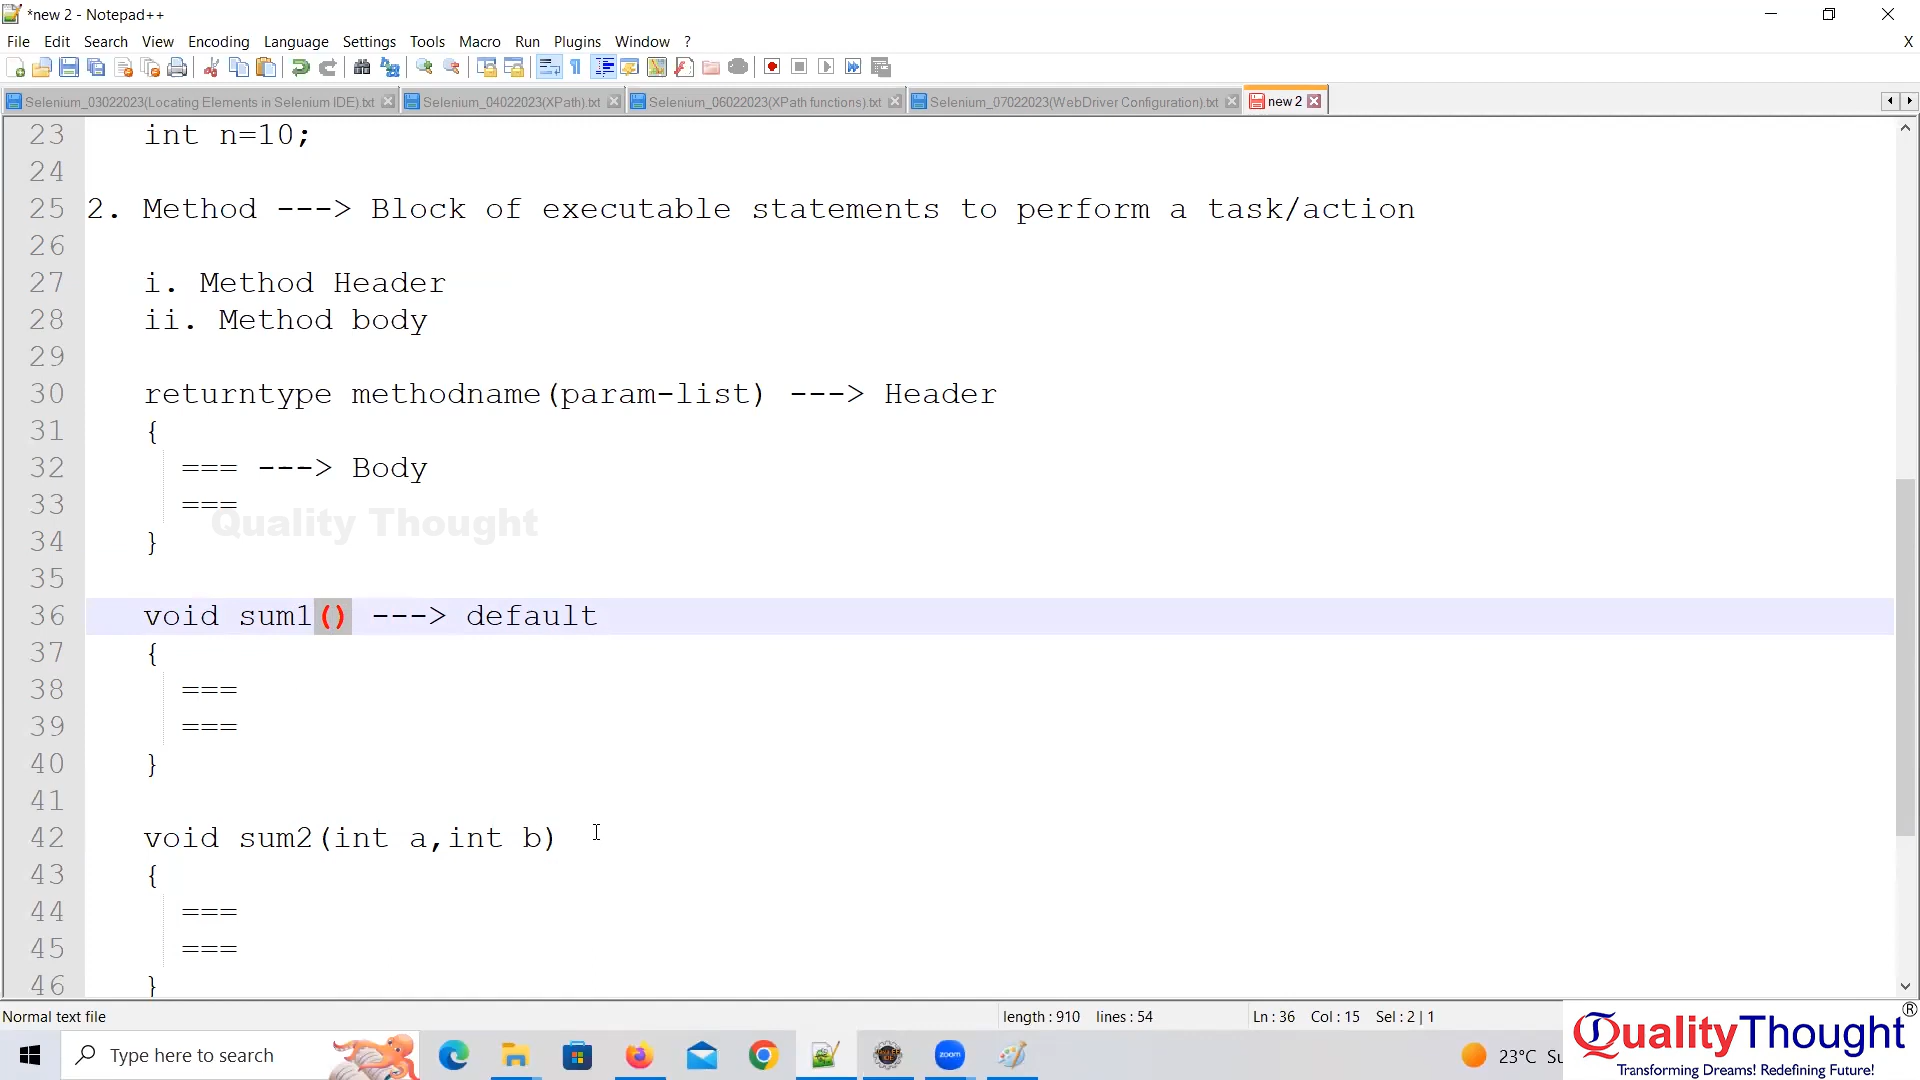 *new 2 - Notepad++
File Edit Search View Encoding Language Settings Tools Macro Run Plugins Window ? X
Selenium_03022023(Locating Elements in Selenium IDE).txt Selenium_04022023(XPath).txt Selenium_06022023(XPath functions).txt Selenium_07022023(WebDriver Configuration).txt new 2
23 int n=10;
24
25 2. Method ---> Block of executable statements to perform a task/action
26
27 i. Method Header
28 ii. Method body
29
30 returntype methodname(param-list) ---> Header
31 {
32 === ---> Body
33 ===
Quality Thought
34 }
35
36 void sum1() ---> default
37 {
38 ===
39 ===
40 }
41
42 void sum2(int a,int b)
43 {
44 ===
45 ===
46 }
Normal text file length : 910 lines : 54 Ln : 36 Col : 15 Sel : 2 | 1
Type here to search zoom 23°C Su
QualityThought ®
Transforming Dreams! Redefining Future!